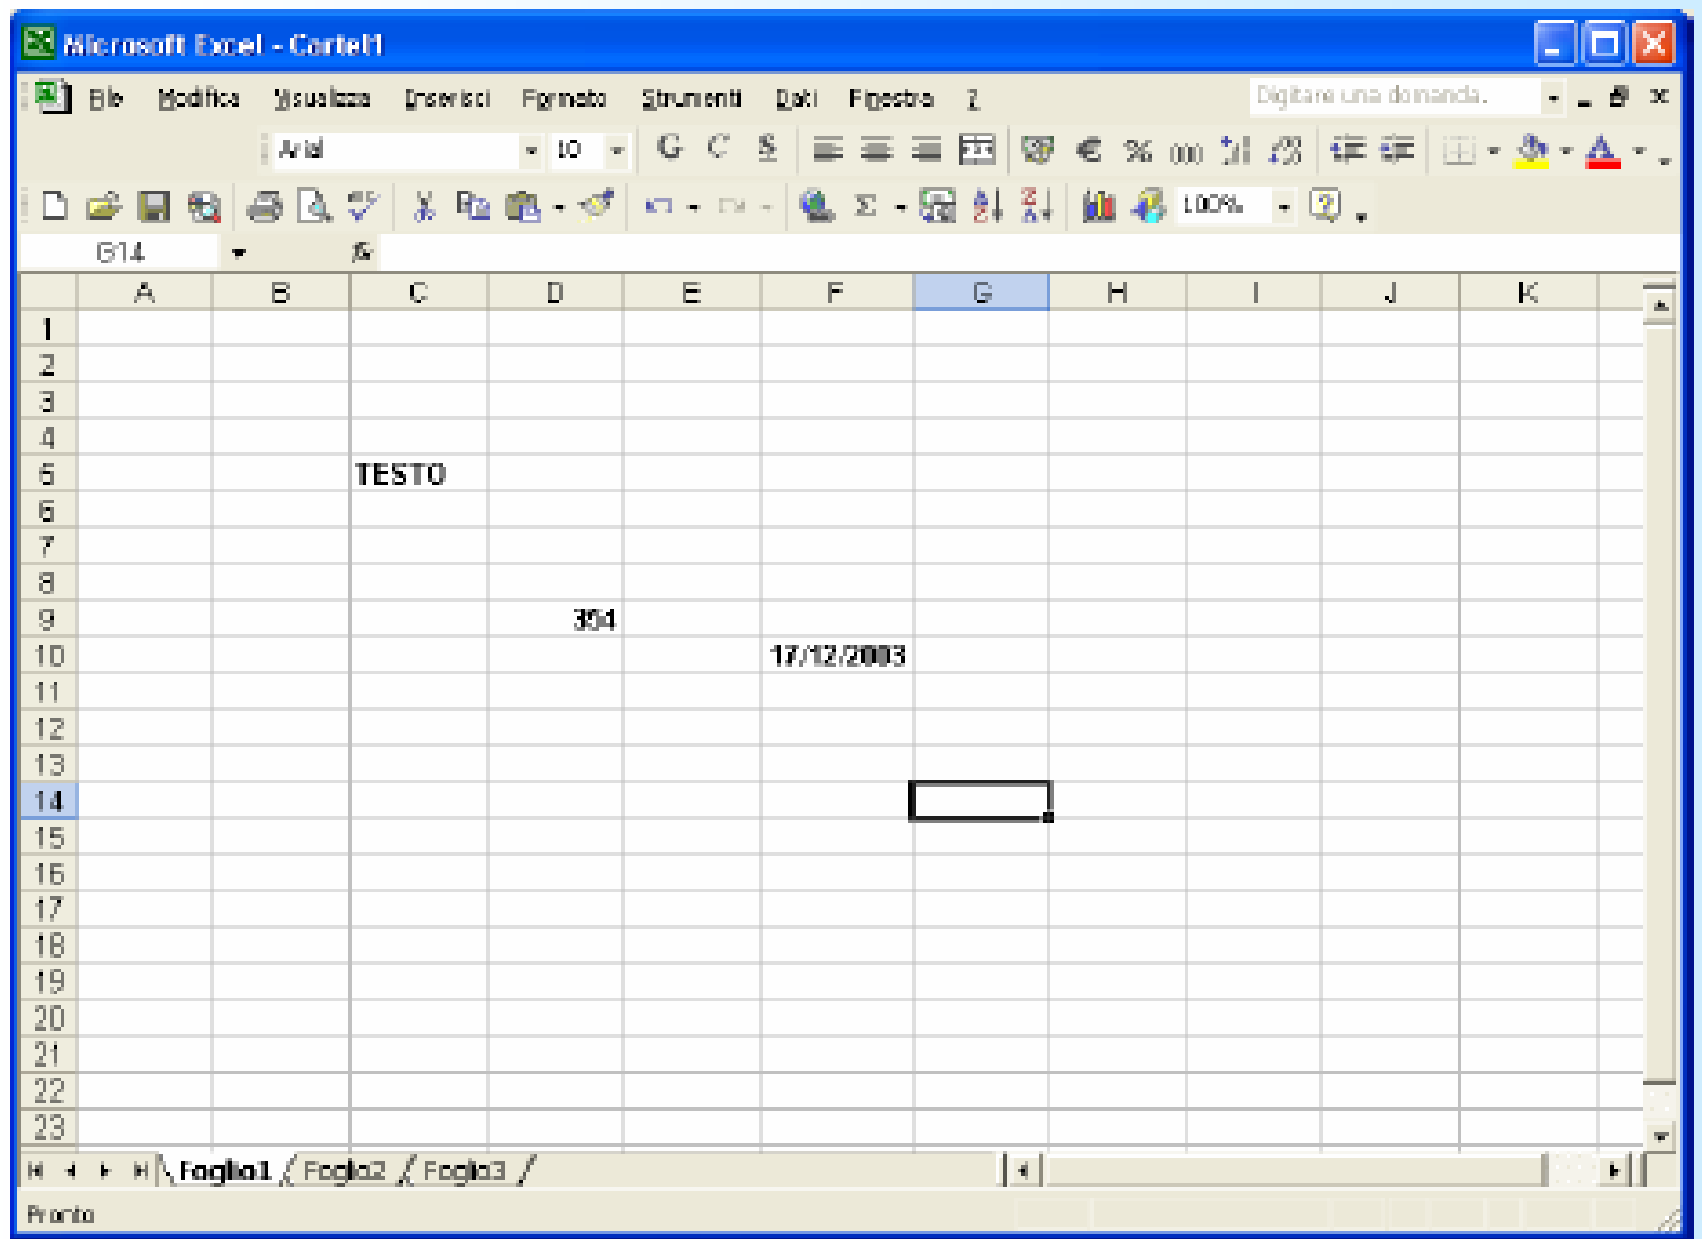 Microsoft Excel - Cartel1
File Modifica Visualizza Inserisci Formato Strumenti Dati Finestra ? Digitare una domanda.
Arial 10 G C S € % 000
Σ 100% ?
G14 fx
A B C D E F G H I J K
1
2
3
4
5 TESTO
6
7
8
9
10 17/12/2003
11
12
13
14
15
16
17
18
19
20
21
22
23
Foglio1 Foglio2 Foglio3
Pronto